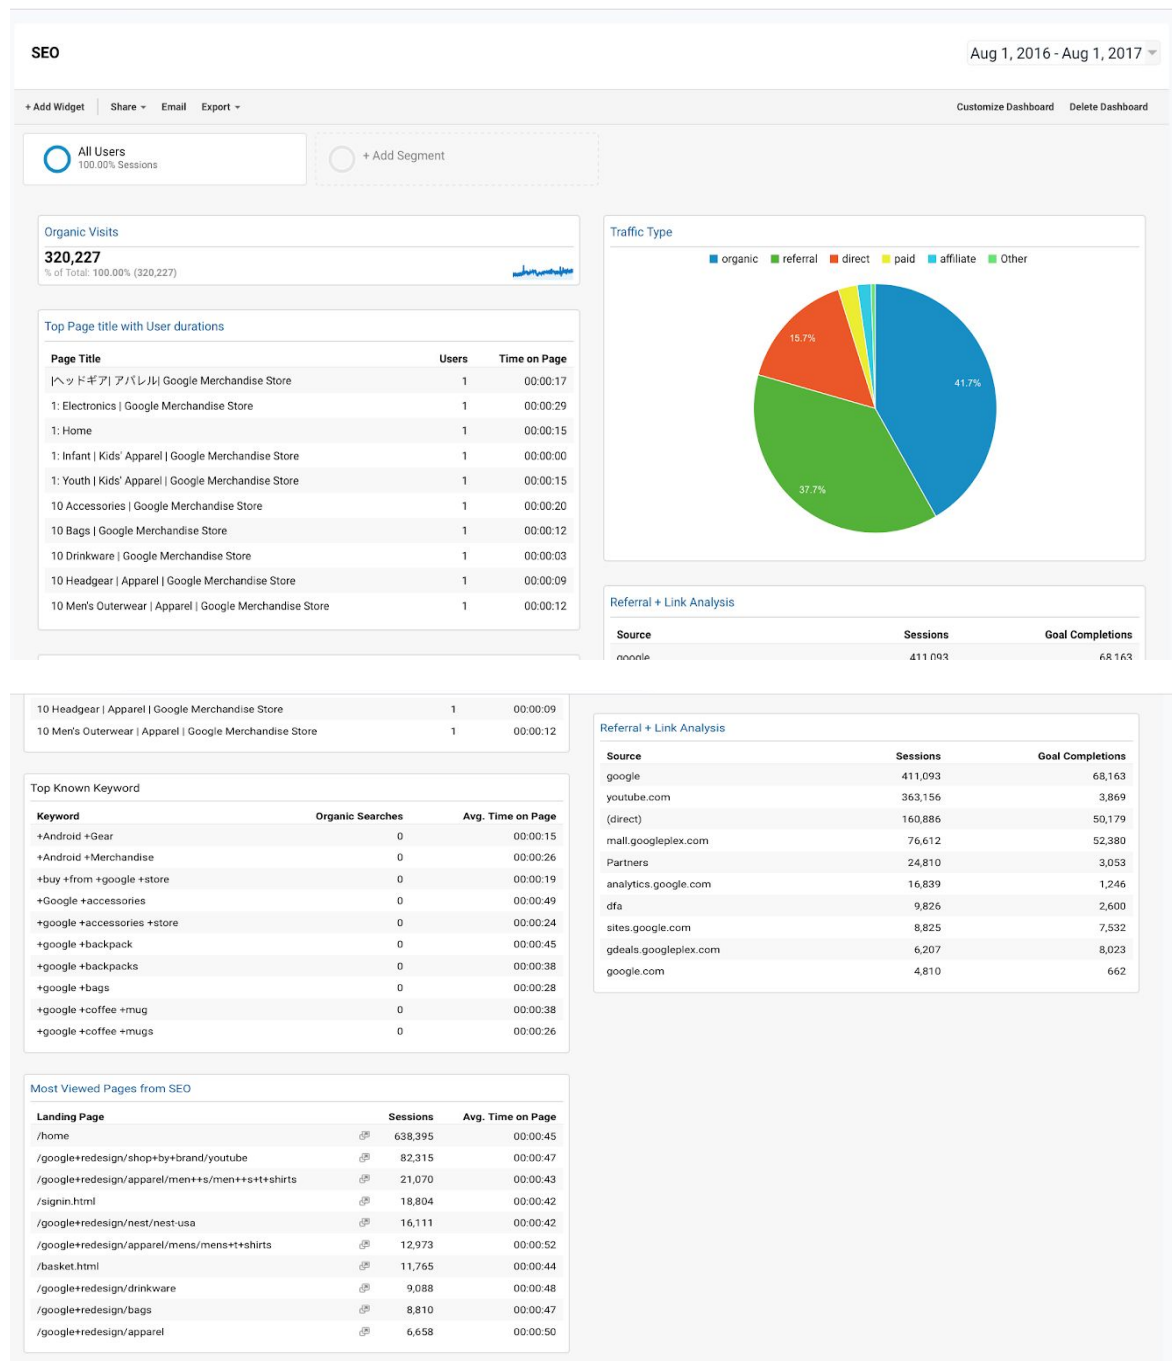 SEO
Aug 1, 2016 - Aug 1, 2017
+ Add Widget Share Email Export
Customize Dashboard Delete Dashboard
All Users
100.00% Sessions
+ Add Segment
Organic Visits
320,227
% of Total: 100.00% (320,227)
Top Page title with User durations
Page Title Users Time on Page
|ヘッドギア| アパレル| Google Merchandise Store 1 00:00:17
1: Electronics | Google Merchandise Store 1 00:00:29
1: Home 1 00:00:15
1: Infant | Kids' Apparel | Google Merchandise Store 1 00:00:00
1: Youth | Kids' Apparel | Google Merchandise Store 1 00:00:15
10 Accessories | Google Merchandise Store 1 00:00:20
10 Bags | Google Merchandise Store 1 00:00:12
10 Drinkware | Google Merchandise Store 1 00:00:03
10 Headgear | Apparel | Google Merchandise Store 1 00:00:09
10 Men's Outerwear | Apparel | Google Merchandise Store 1 00:00:12
Traffic Type
organic referral direct paid affiliate Other
15.7%
41.7%
37.7%
Referral + Link Analysis
Source Sessions Goal Completions
google 411,093 68,163
10 Headgear | Apparel | Google Merchandise Store 1 00:00:09
10 Men's Outerwear | Apparel | Google Merchandise Store 1 00:00:12
Top Known Keyword
Keyword Organic Searches Avg. Time on Page
+Android +Gear 0 00:00:15
+Android +Merchandise 0 00:00:26
+buy +from +google +store 0 00:00:19
+Google +accessories 0 00:00:49
+google +accessories +store 0 00:00:24
+google +backpack 0 00:00:45
+google +backpacks 0 00:00:38
+google +bags 0 00:00:28
+google +coffee +mug 0 00:00:38
+google +coffee +mugs 0 00:00:26
Most Viewed Pages from SEO
Landing Page Sessions Avg. Time on Page
/home 638,395 00:00:45
/google+redesign/shop+by+brand/youtube 82,315 00:00:47
/google+redesign/apparel/men++s/men++s+t+shirts 21,070 00:00:43
/signin.html 18,804 00:00:42
/google+redesign/nest/nest-usa 16,111 00:00:42
/google+redesign/apparel/mens/mens+t+shirts 12,973 00:00:52
/basket.html 11,765 00:00:44
/google+redesign/drinkware 9,088 00:00:48
/google+redesign/bags 8,810 00:00:47
/google+redesign/apparel 6,658 00:00:50
Referral + Link Analysis
Source Sessions Goal Completions
google 411,093 68,163
youtube.com 363,156 3,869
(direct) 160,886 50,179
mall.googleplex.com 76,612 52,380
Partners 24,810 3,053
analytics.google.com 16,839 1,246
dfa 9,826 2,600
sites.google.com 8,825 7,532
gdeals.googleplex.com 6,207 8,023
google.com 4,810 662